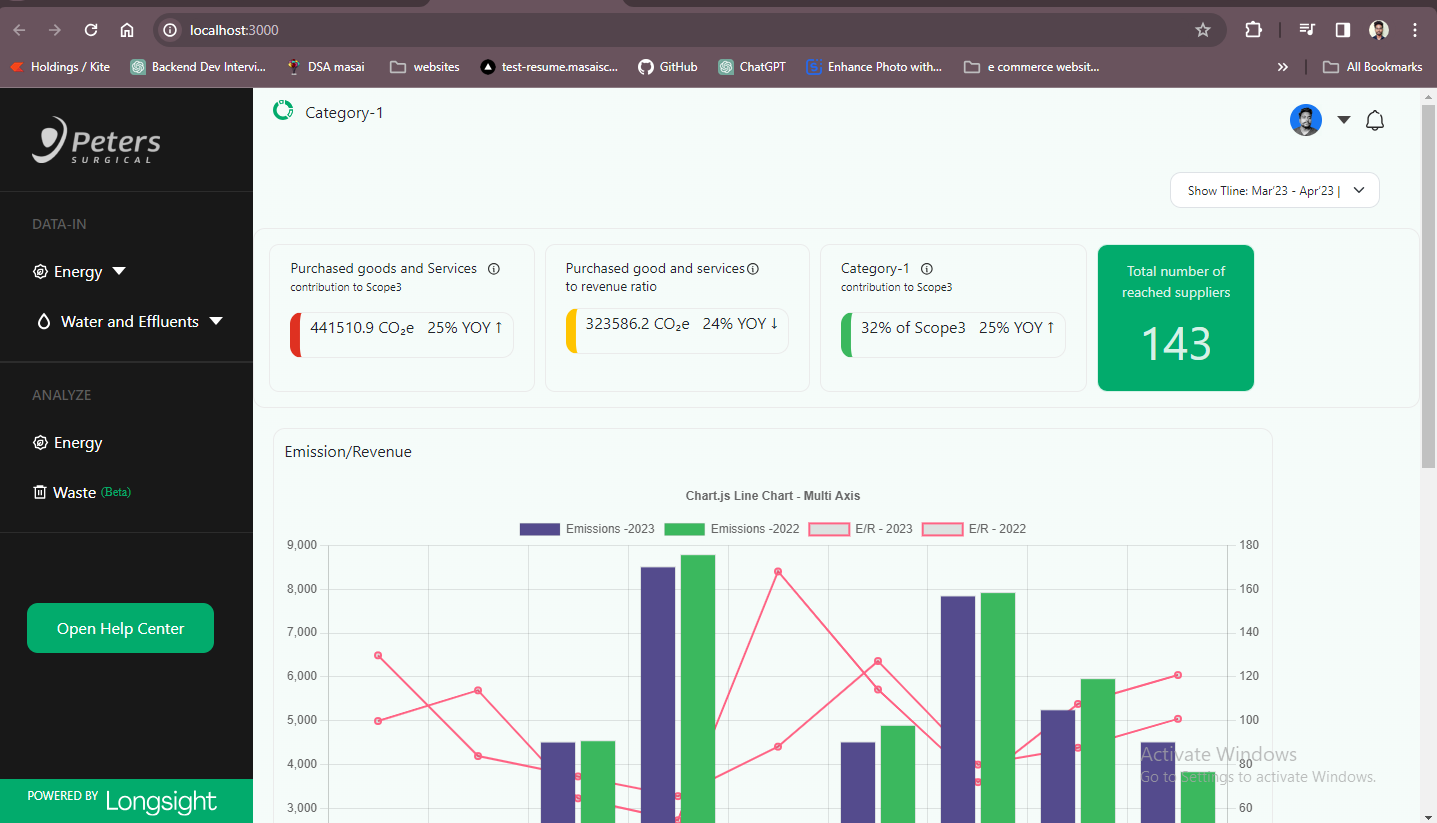 localhost:3000
Holdings / Kite
Backend Dev Intervi...
DSA masai
websites
test-resume.masaisc...
GitHub
ChatGPT
Enhance Photo with...
e commerce websit...
»
All Bookmarks
Peters
SURGICAL
DATA-IN
Energy
Water and Effluents
ANALYZE
Energy
Waste (Beta)
Open Help Center
POWERED BY Longsight
Category-1
Show Tline: Mar'23 - Apr'23 |
Purchased goods and Services
contribution to Scope3
441510.9 CO₂e 25% YOY ↑
Purchased good and services
to revenue ratio
323586.2 CO₂e 24% YOY ↓
Category-1
contribution to Scope3
32% of Scope3 25% YOY ↑
Total number of
reached suppliers
143
Emission/Revenue
Chart.js Line Chart - Multi Axis
Emissions -2023 Emissions -2022 E/R - 2023 E/R - 2022
9,000
8,000
7,000
6,000
5,000
4,000
3,000
180
160
140
120
100
80
60
Activate Windows
Go to Settings to activate Windows.